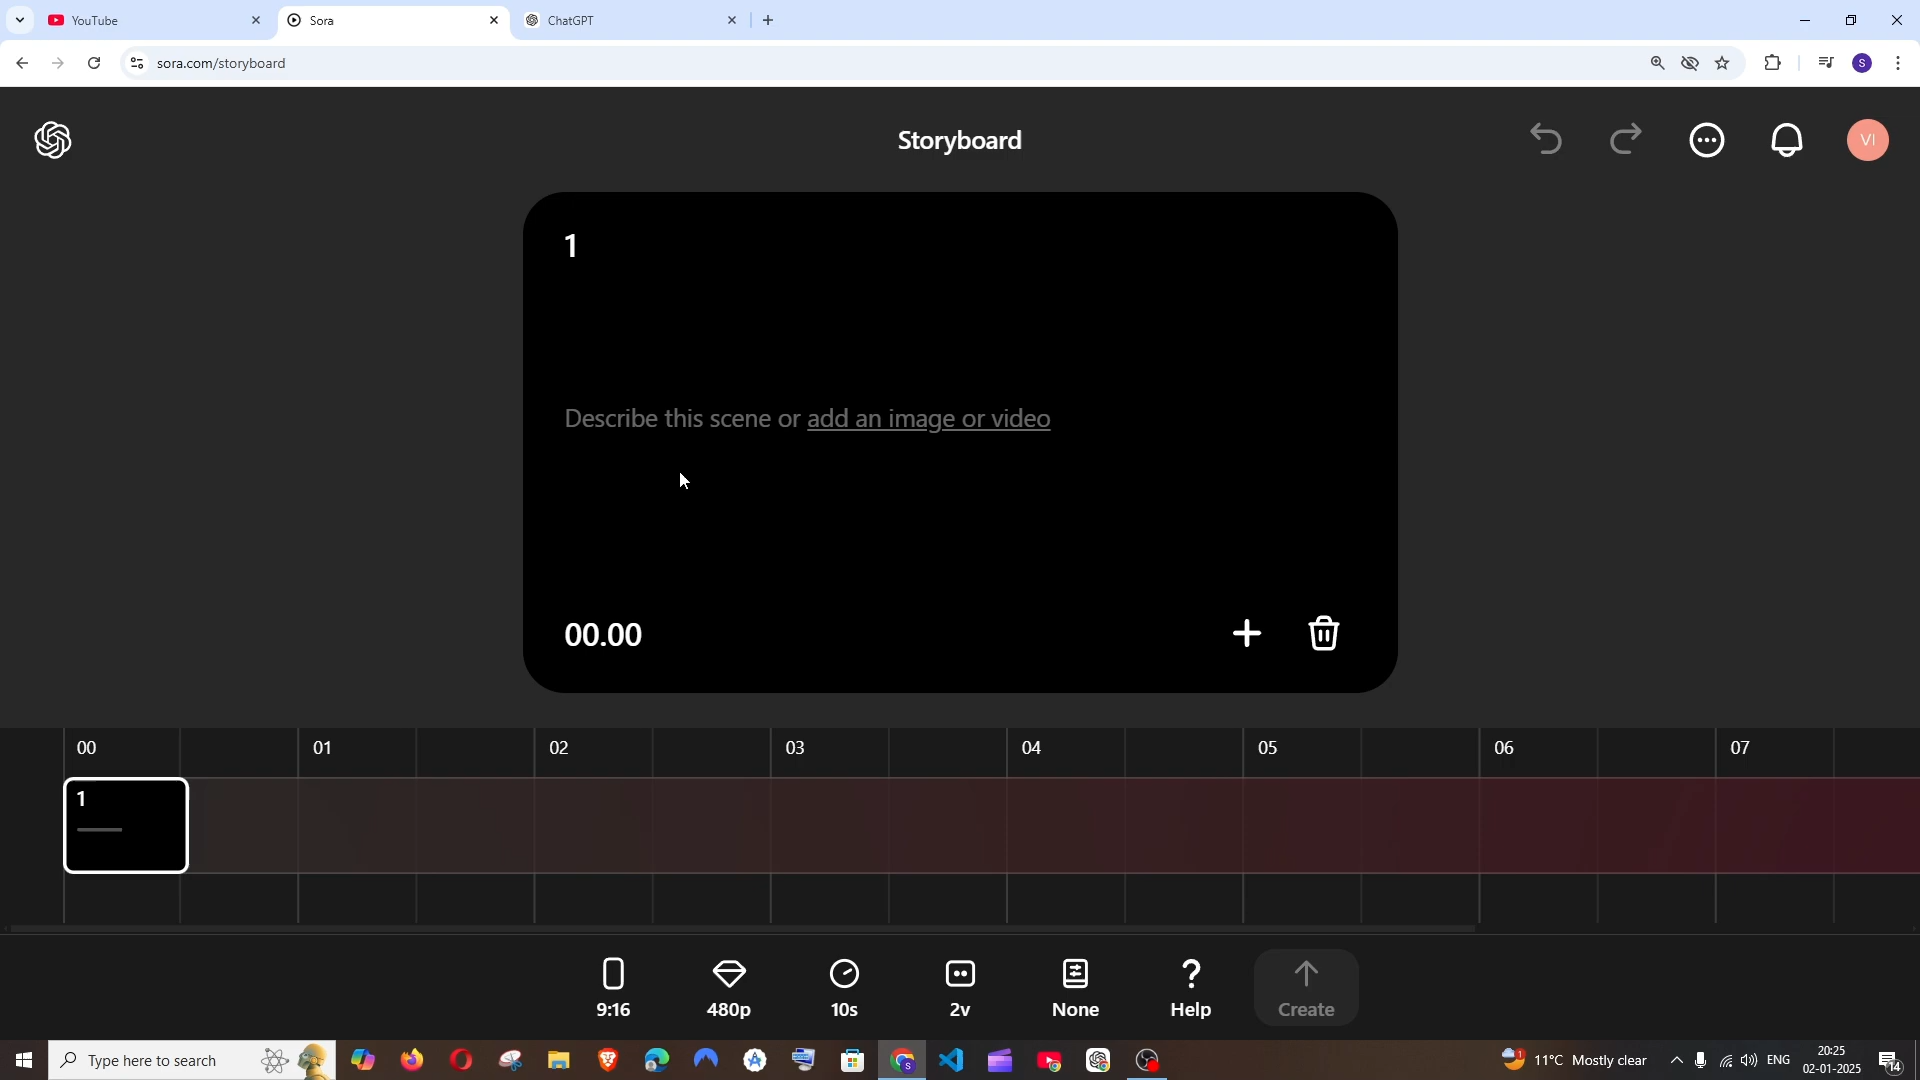 YouTube
Sora
ChatGPT
sora.com/storyboard
S
Storyboard
VI
1
Describe this scene or add an image or video
00.00
00 01 02 03 04 05 06 07
1
9:16
480p
10s
2v
None
Help
Create
Type here to search
1
11°C Mostly clear
ENG
20:25
02-01-2025
14